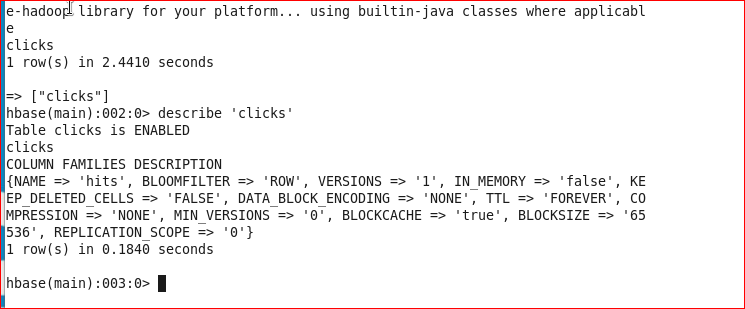 e-hadoop library for your platform... using builtin-java classes where applicabl
e
clicks
1 row(s) in 2.4410 seconds

=> ["clicks"]
hbase(main):002:0> describe 'clicks'
Table clicks is ENABLED
clicks
COLUMN FAMILIES DESCRIPTION
{NAME => 'hits', BLOOMFILTER => 'ROW', VERSIONS => '1', IN_MEMORY => 'false', KE
EP_DELETED_CELLS => 'FALSE', DATA_BLOCK_ENCODING => 'NONE', TTL => 'FOREVER', CO
MPRESSION => 'NONE', MIN_VERSIONS => '0', BLOCKCACHE => 'true', BLOCKSIZE => '65
536', REPLICATION_SCOPE => '0'}
1 row(s) in 0.1840 seconds

hbase(main):003:0>